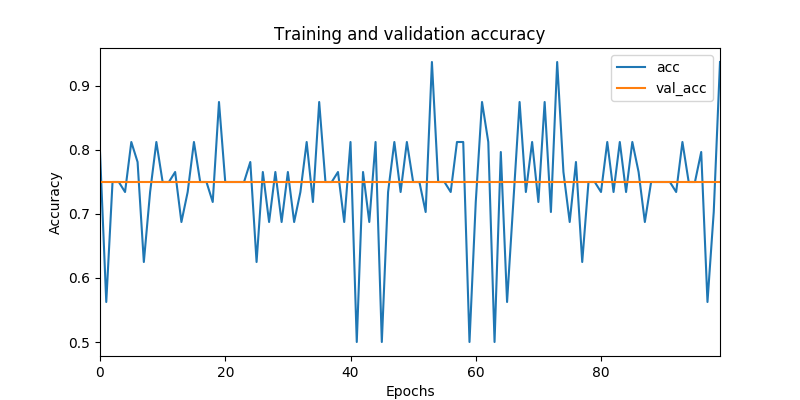 Training and validation accuracy
acc
val_acc
0.9
0.8
0.7
0.6
0.5
Accuracy
0 20 40 60 80
Epochs